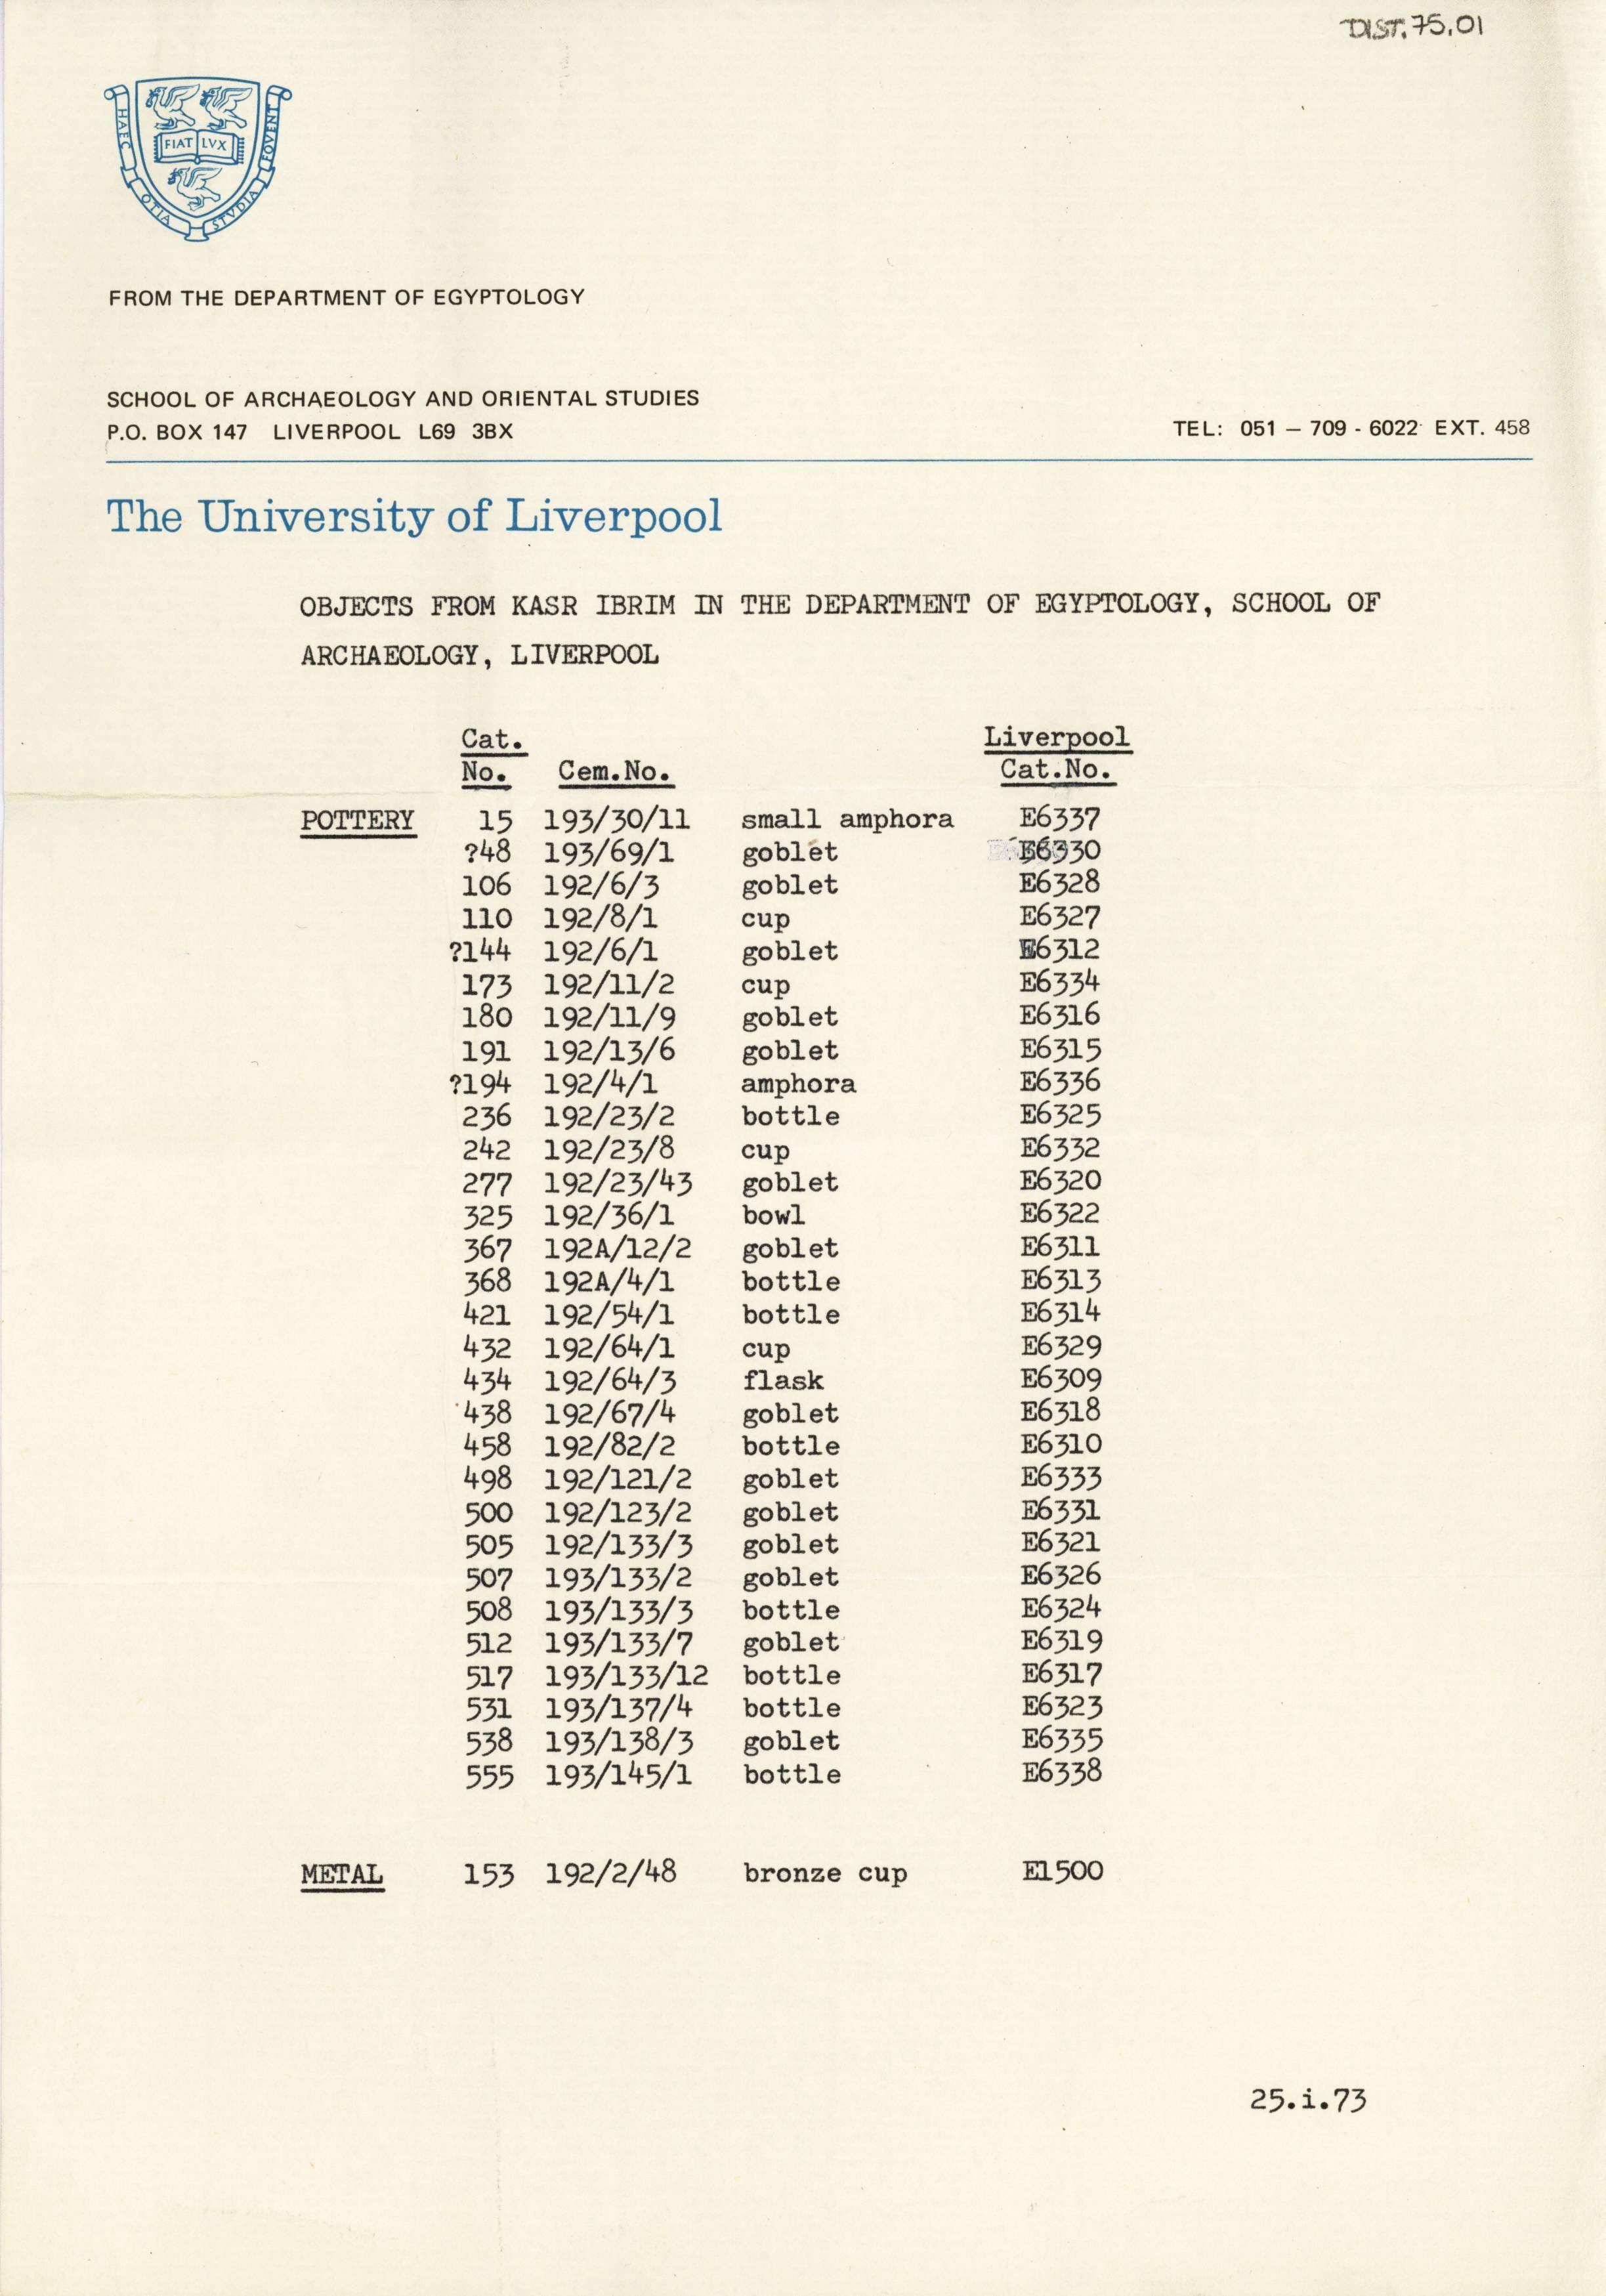 DIST.75.01
HAEC OTIA STVDIA FOVENT
FIAT LVX
FROM THE DEPARTMENT OF EGYPTOLOGY
SCHOOL OF ARCHAEOLOGY AND ORIENTAL STUDIES
P.O. BOX 147 LIVERPOOL L69 3BX TEL: 051 – 709 - 6022 EXT. 458
The University of Liverpool
OBJECTS FROM KASR IBRIM IN THE DEPARTMENT OF EGYPTOLOGY, SCHOOL OF
ARCHAEOLOGY, LIVERPOOL
Cat. Liverpool
No. Cem.No. Cat.No.
POTTERY 15 193/30/11 small amphora E6337
?48 193/69/1 goblet E6330
106 192/6/3 goblet E6328
110 192/8/1 cup E6327
?144 192/6/1 goblet E6312
173 192/11/2 cup E6334
180 192/11/9 goblet E6316
191 192/13/6 goblet E6315
?194 192/4/1 amphora E6336
236 192/23/2 bottle E6325
242 192/23/8 cup E6332
277 192/23/43 goblet E6320
325 192/36/1 bowl E6322
367 192A/12/2 goblet E6311
368 192A/4/1 bottle E6313
421 192/54/1 bottle E6314
432 192/64/1 cup E6329
434 192/64/3 flask E6309
438 192/67/4 goblet E6318
458 192/82/2 bottle E6310
498 192/121/2 goblet E6333
500 192/123/2 goblet E6331
505 192/133/3 goblet E6321
507 193/133/2 goblet E6326
508 193/133/3 bottle E6324
512 193/133/7 goblet E6319
517 193/133/12 bottle E6317
531 193/137/4 bottle E6323
538 193/138/3 goblet E6335
555 193/145/1 bottle E6338
METAL 153 192/2/48 bronze cup E1500
25.i.73